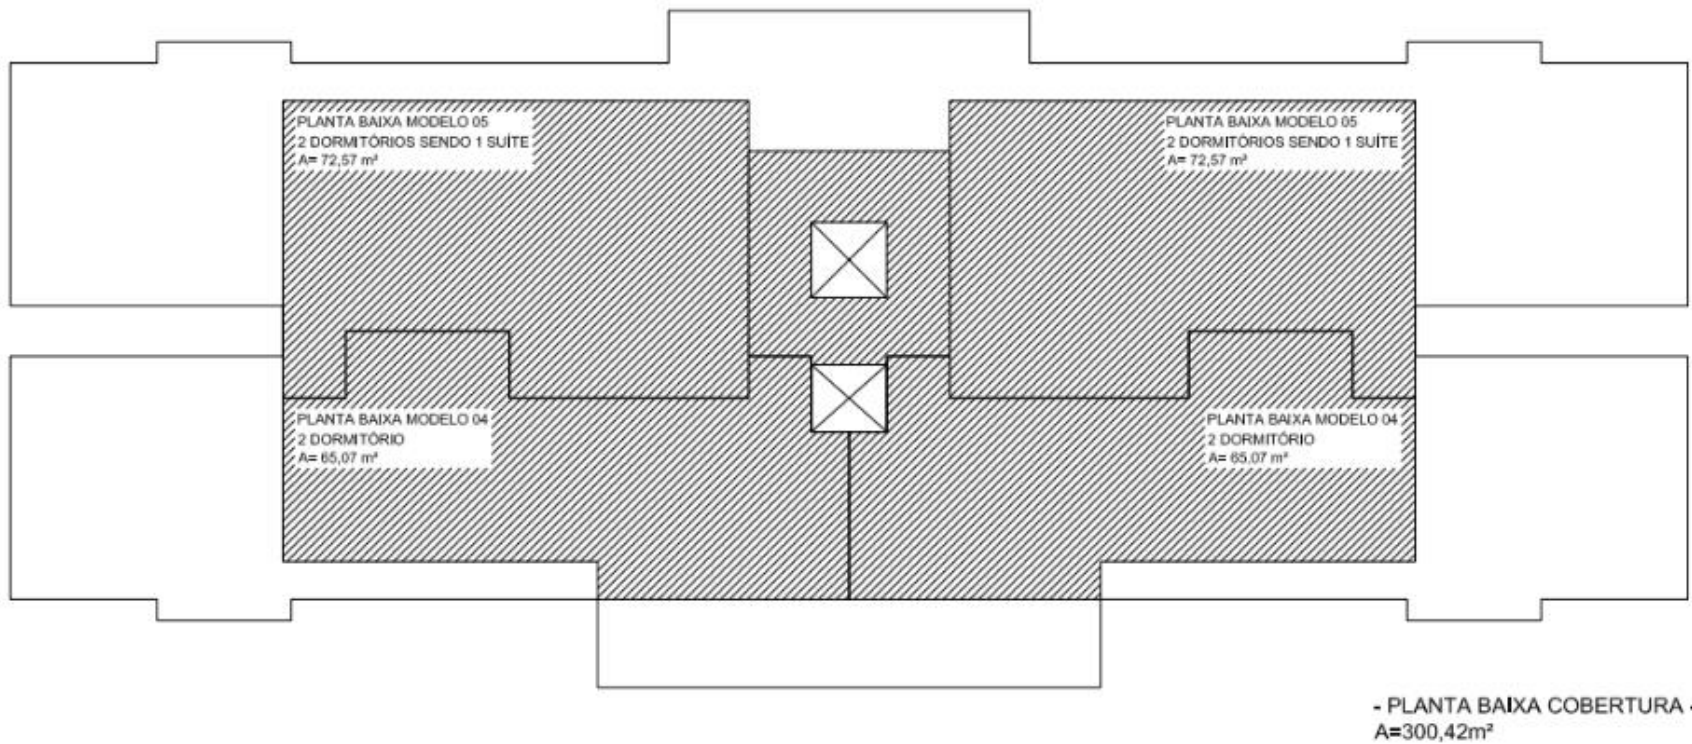 PLANTA BAIXA MODELO 05
2 DORMITÓRIOS SENDO 1 SUÍTE
A= 72,57 m²
PLANTA BAIXA MODELO 05
2 DORMITÓRIOS SENDO 1 SUÍTE
A= 72,57 m²
PLANTA BAIXA MODELO 04
2 DORMITÓRIO
A= 65,07 m²
PLANTA BAIXA MODELO 04
2 DORMITÓRIO
A= 65,07 m²
- PLANTA BAIXA COBERTURA -
A=300,42m²